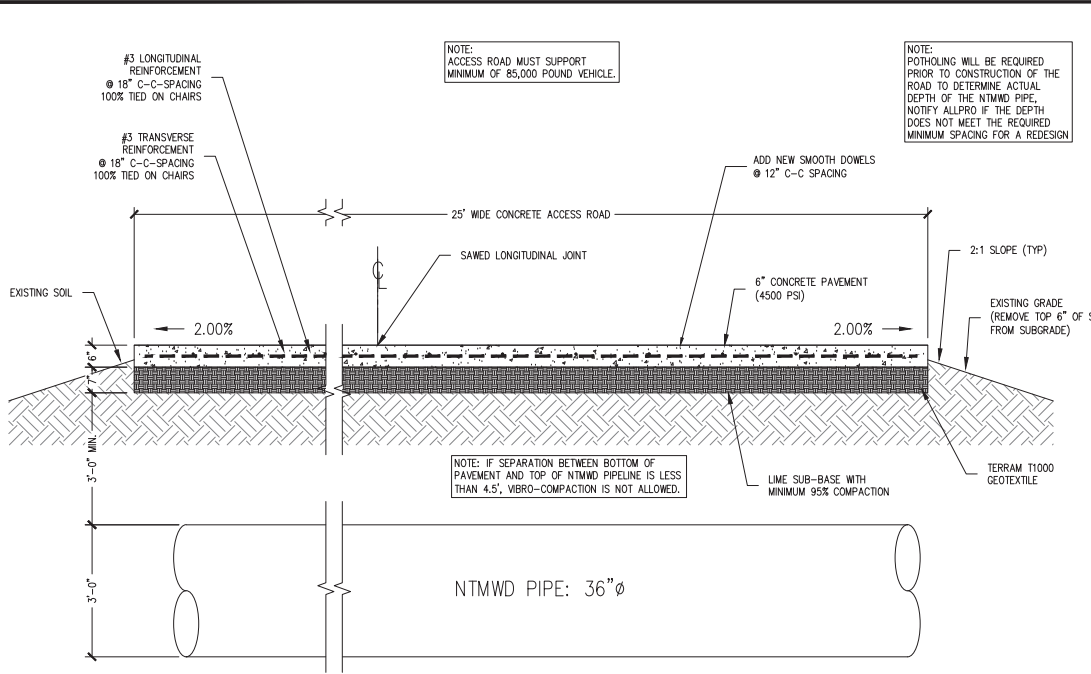 #3 LONGITUDINAL
REINFORCEMENT
@ 18" C-C-SPACING
100% TIED ON CHAIRS
NOTE:
ACCESS ROAD MUST SUPPORT
MINIMUM OF 85,000 POUND VEHICLE.
NOTE:
POTHOLING WILL BE REQUIRED
PRIOR TO CONSTRUCTION OF THE
ROAD TO DETERMINE ACTUAL
DEPTH OF THE NTMWD PIPE,
NOTIFY ALLPRO IF THE DEPTH
DOES NOT MEET THE REQUIRED
MINIMUM SPACING FOR A REDESIGN
#3 TRANSVERSE
REINFORCEMENT
@ 18" C-C-SPACING
100% TIED ON CHAIRS
ADD NEW SMOOTH DOWELS
@ 12" C-C SPACING
25' WIDE CONCRETE ACCESS ROAD
SAWED LONGITUDINAL JOINT
2:1 SLOPE (TYP)
CL
EXISTING SOIL
6" CONCRETE PAVEMENT
(4500 PSI)
EXISTING GRADE
(REMOVE TOP 6" OF S
FROM SUBGRADE)
2.00%
2.00%
6"
7"
3'-0" MIN.
NOTE: IF SEPARATION BETWEEN BOTTOM OF
PAVEMENT AND TOP OF NTMWD PIPELINE IS LESS
THAN 4.5', VIBRO-COMPACTION IS NOT ALLOWED.
LIME SUB-BASE WITH
MINIMUM 95% COMPACTION
TERRAM T1000
GEOTEXTILE
3'-0"
NTMWD PIPE: 36"ø